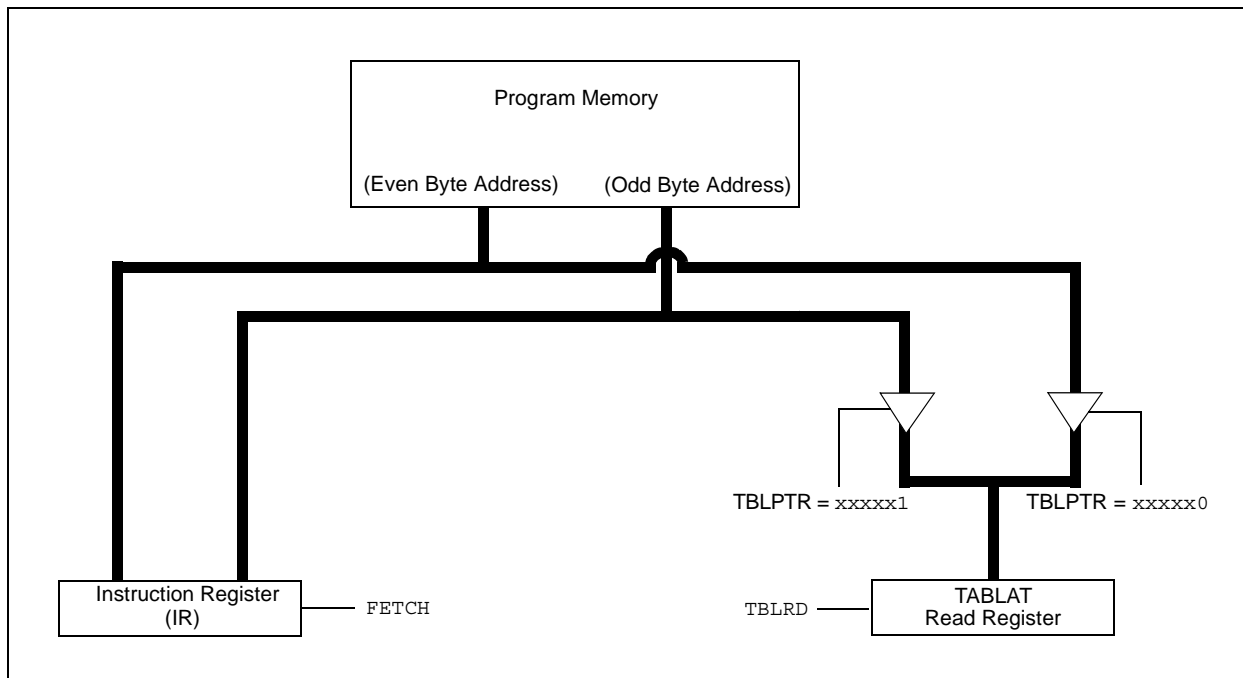 Program Memory
(Even Byte Address) (Odd Byte Address)
TBLPTR = xxxxx1 TBLPTR = xxxxx0
Instruction Register
(IR)
FETCH
TBLRD
TABLAT
Read Register